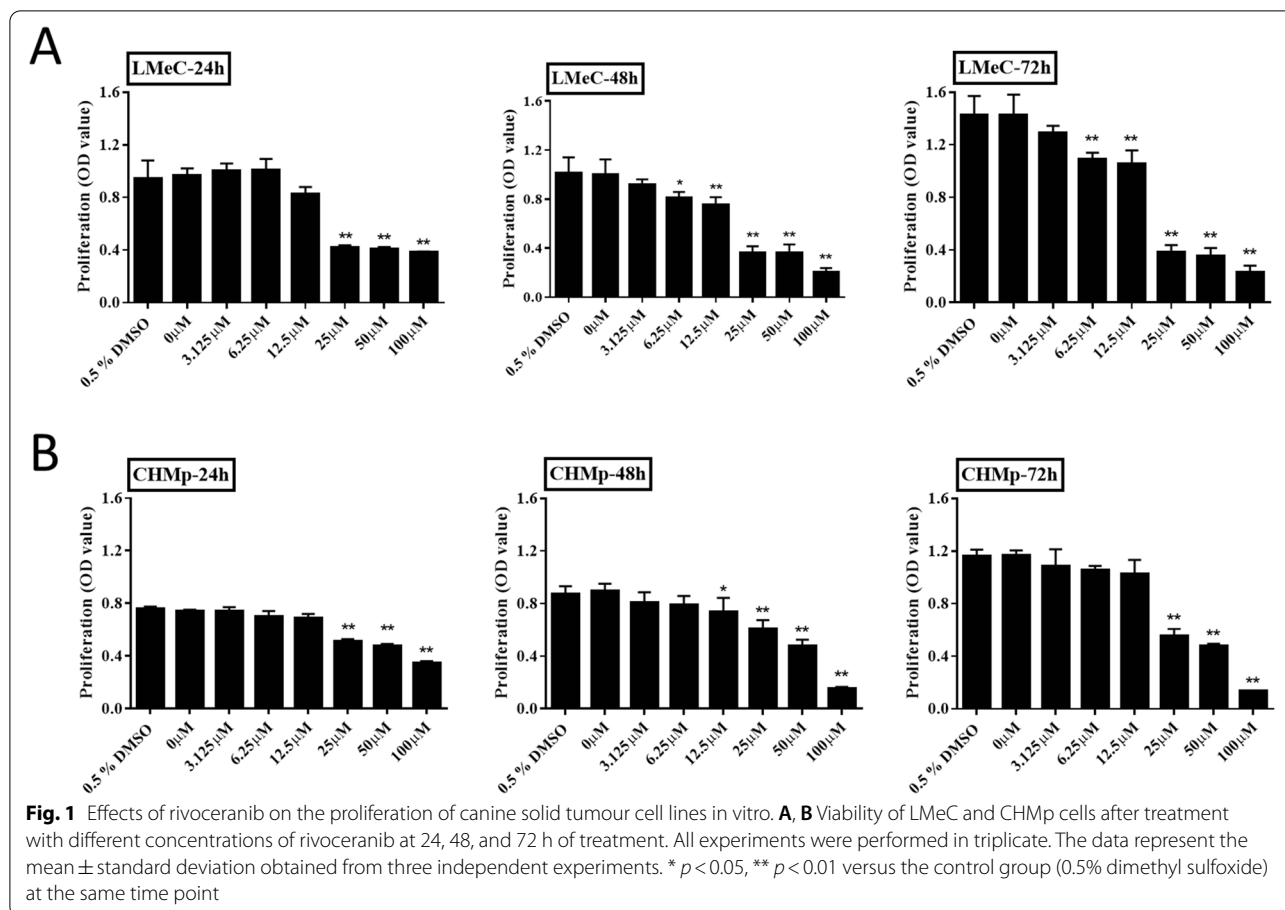 A
LMeC-24h
Proliferation (OD value)
1.6
1.2
0.8
0.4
0.0
** ** **
0.5 % DMSO
0μM
3.125μM
6.25μM
12.5μM
25μM
50μM
100μM
LMeC-48h
Proliferation (OD value)
1.6
1.2
0.8
0.4
0.0
* ** ** ** **
0.5 % DMSO
0μM
3.125μM
6.25μM
12.5μM
25μM
50μM
100μM
LMeC-72h
Proliferation (OD value)
1.6
1.2
0.8
0.4
0.0
** ** ** ** **
0.5 % DMSO
0μM
3.125μM
6.25μM
12.5μM
25μM
50μM
100μM
B
CHMp-24h
Proliferation (OD value)
1.6
1.2
0.8
0.4
0.0
** ** **
0.5 % DMSO
0μM
3.125μM
6.25μM
12.5μM
25μM
50μM
100μM
CHMp-48h
Proliferation (OD value)
1.6
1.2
0.8
0.4
0.0
* ** ** **
0.5 % DMSO
0μM
3.125μM
6.25μM
12.5μM
25μM
50μM
100μM
CHMp-72h
Proliferation (OD value)
1.6
1.2
0.8
0.4
0.0
** ** **
0.5 % DMSO
0μM
3.125μM
6.25μM
12.5μM
25μM
50μM
100μM
Fig. 1 Effects of rivoceranib on the proliferation of canine solid tumour cell lines in vitro. A, B Viability of LMeC and CHMp cells after treatment
with different concentrations of rivoceranib at 24, 48, and 72 h of treatment. All experiments were performed in triplicate. The data represent the
mean ± standard deviation obtained from three independent experiments. * p < 0.05, ** p < 0.01 versus the control group (0.5% dimethyl sulfoxide)
at the same time point